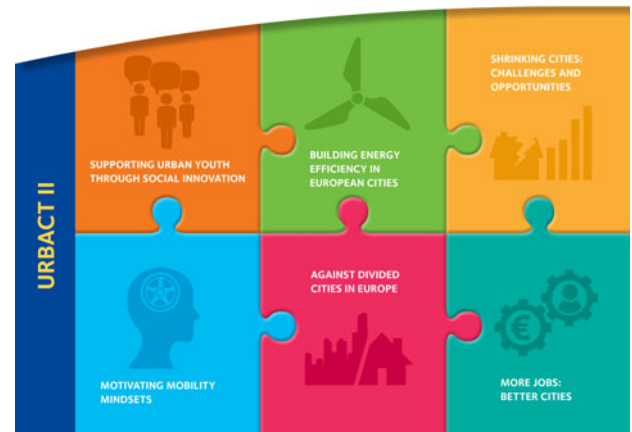 URBACT II
SUPPORTING URBAN YOUTH
THROUGH SOCIAL INNOVATION
BUILDING ENERGY
EFFICIENCY IN
EUROPEAN CITIES
SHRINKING CITIES:
CHALLENGES AND
OPPORTUNITIES
MOTIVATING MOBILITY
MINDSETS
AGAINST DIVIDED
CITIES IN EUROPE
€
MORE JOBS:
BETTER CITIES